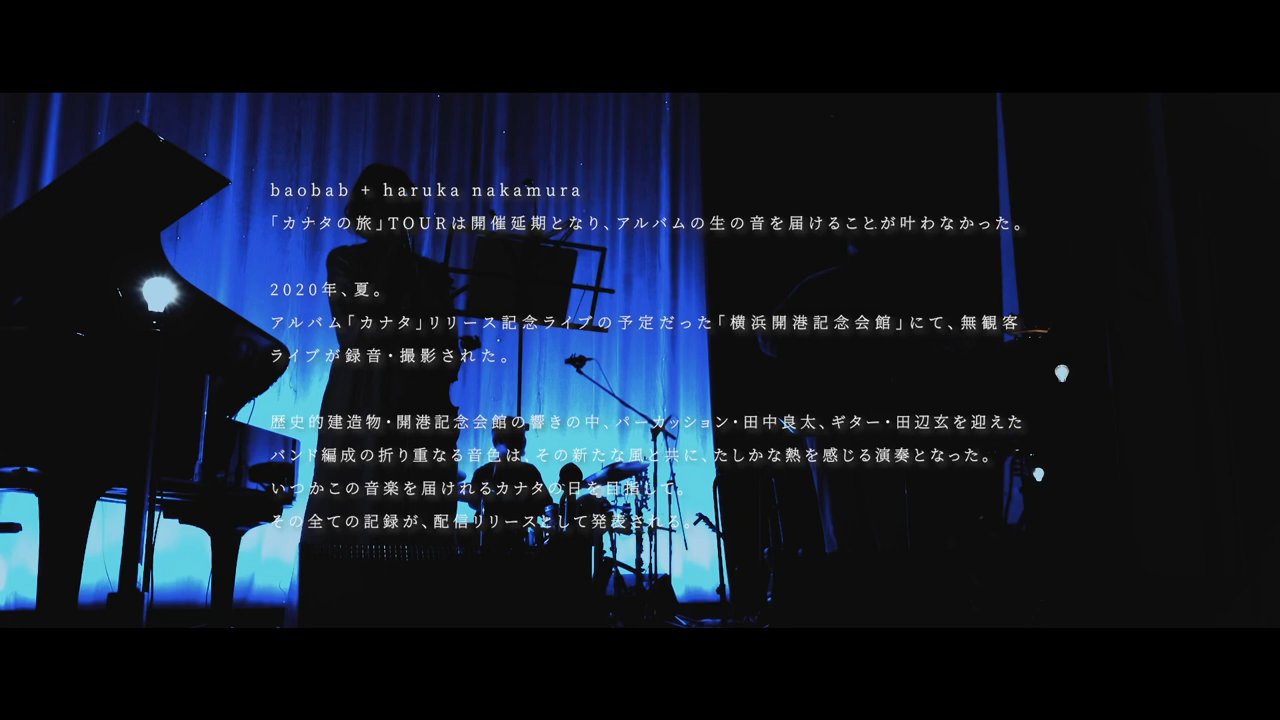 baobab + haruka nakamura
「カナタの旅」TOURは開催延期となり、アルバムの生の音を届けることが叶わなかった。
2020年、夏。
アルバム「カナタ」リリース記念ライブの予定だった「横浜開港記念会館」にて、無観客
ライブが録音・撮影された。
歴史的建造物・開港記念会館の響きの中、パーカッション・田中良太、ギター・田辺玄を迎えた
バンド編成の折り重なる音色は、その新たな風と共に、たしかな熱を感じる演奏となった。
いつかこの音楽を届けれるカナタの日を目指して。
その全ての記録が、配信リリースとして発表される。